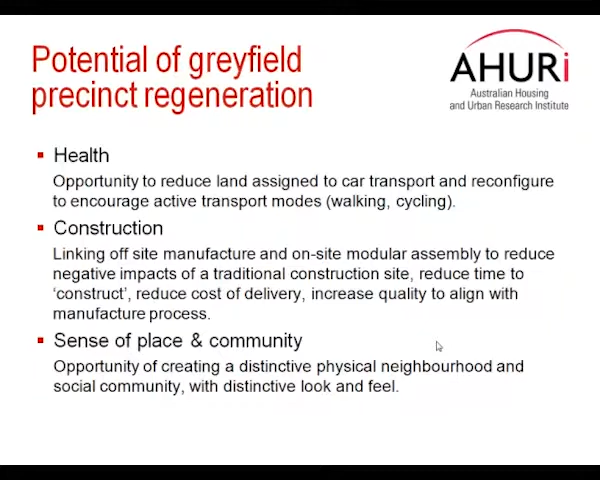 Potential of greyfield
precinct regeneration
AHURi
Australian Housing
and Urban Research Institute
Health
Opportunity to reduce land assigned to car transport and reconfigure
to encourage active transport modes (walking, cycling).
Construction
Linking off site manufacture and on-site modular assembly to reduce
negative impacts of a traditional construction site, reduce time to
‘construct’, reduce cost of delivery, increase quality to align with
manufacture process.
Sense of place & community
Opportunity of creating a distinctive physical neighbourhood and
social community, with distinctive look and feel.